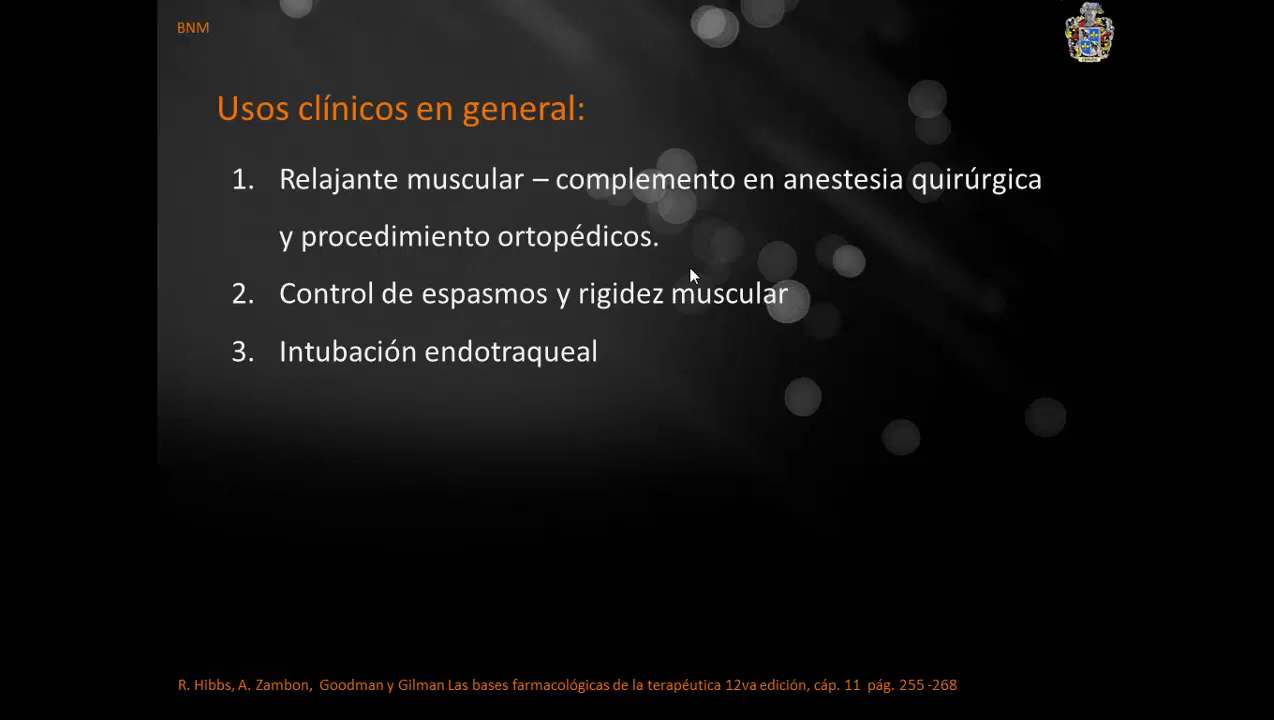 BNM
Usos clínicos en general:
1. Relajante muscular – complemento en anestesia quirúrgica
y procedimiento ortopédicos.
2. Control de espasmos y rigidez muscular
3. Intubación endotraqueal
R. Hibbs, A. Zambon, Goodman y Gilman Las bases farmacológicas de la terapéutica 12va edición, cáp. 11 pág. 255 -268